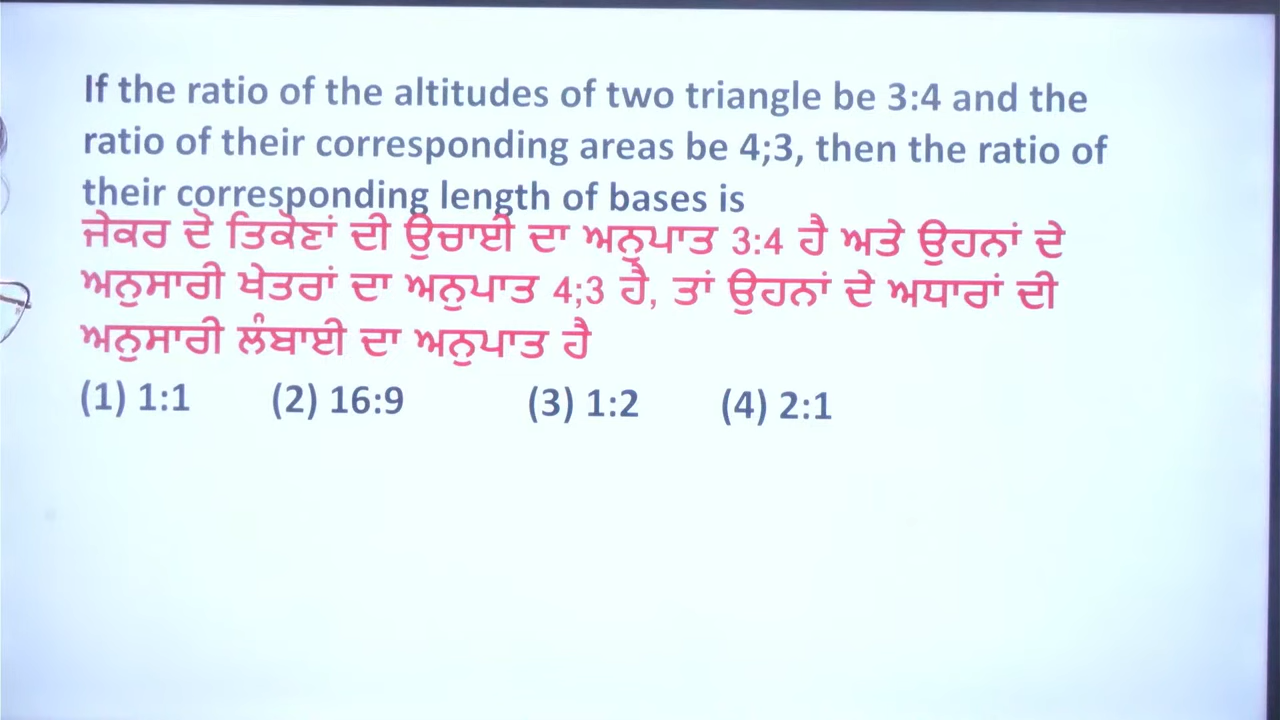 If the ratio of the altitudes of two triangle be 3:4 and the
ratio of their corresponding areas be 4;3, then the ratio of
their corresponding length of bases is
ਜੇਕਰ ਦੋ ਤਿਕੋਣਾਂ ਦੀ ਉਚਾਈ ਦਾ ਅਨੁਪਾਤ 3:4 ਹੈ ਅਤੇ ਉਹਨਾਂ ਦੇ
ਅਨੁਸਾਰੀ ਖੇਤਰਾਂ ਦਾ ਅਨੁਪਾਤ 4;3 ਹੈ, ਤਾਂ ਉਹਨਾਂ ਦੇ ਅਧਾਰਾਂ ਦੀ
ਅਨੁਸਾਰੀ ਲੰਬਾਈ ਦਾ ਅਨੁਪਾਤ ਹੈ
(1) 1:1 (2) 16:9 (3) 1:2 (4) 2:1